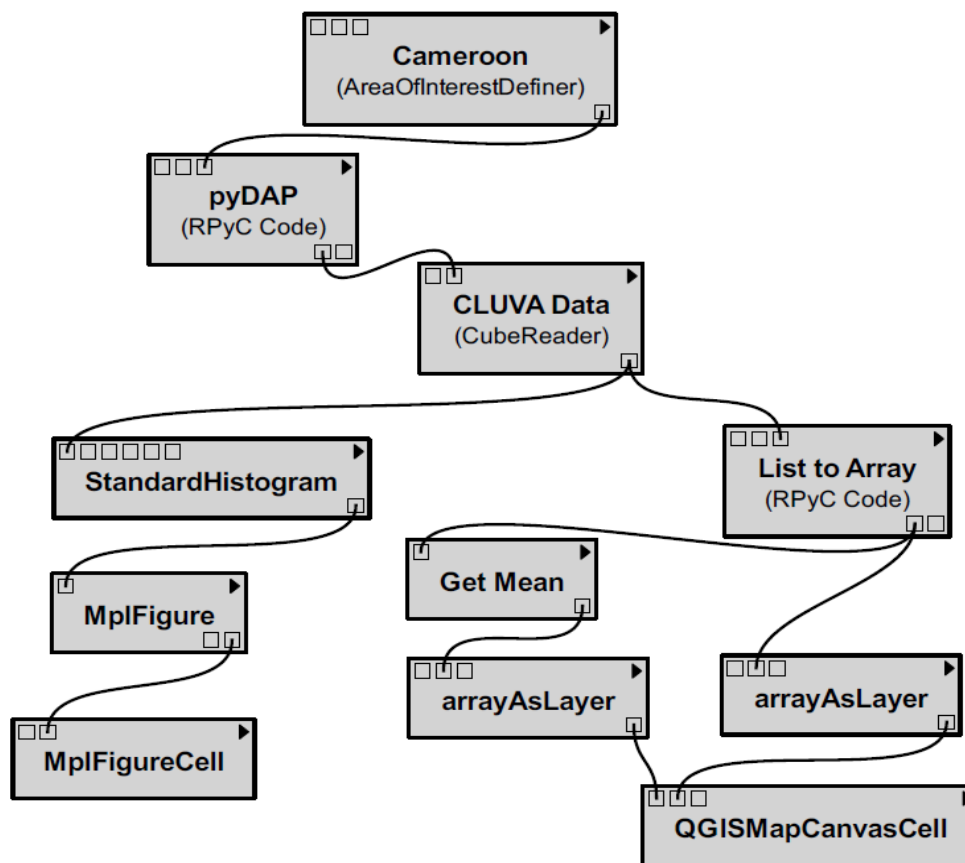 Cameroon
(AreaOfInterestDefiner)
pyDAP
(RPyC Code)
CLUVA Data
(CubeReader)
StandardHistogram
List to Array
(RPyC Code)
Get Mean
MplFigure
arrayAsLayer
arrayAsLayer
MplFigureCell
QGISMapCanvasCell